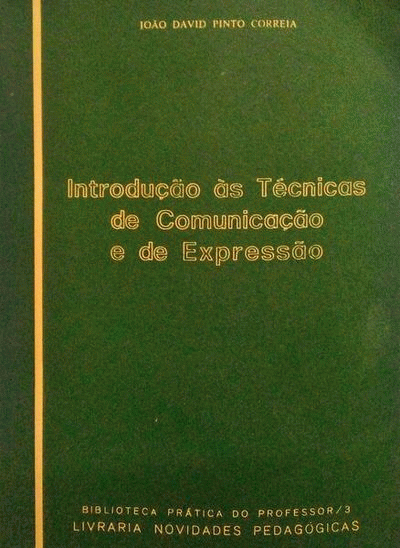 JOÃO DAVID PINTO CORREIA
Introdução às Técnicas
de Comunicação
e de Expressão
BIBLIOTECA PRÁTICA DO PROFESSOR/3
LIVRARIA NOVIDADES PEDAGÓGICAS